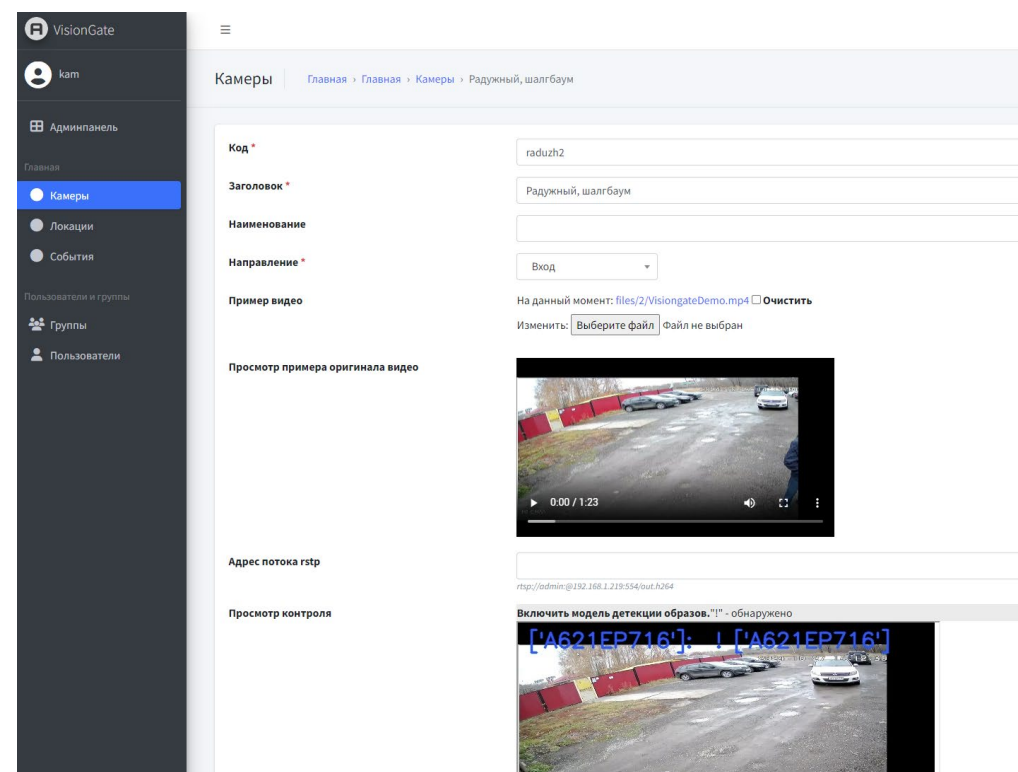 VisionGate
kam
Камеры Главная › Главная › Камеры › Радужный, шалгбаум
Админпанель
Главная
Камеры
Локации
События
Пользователи и группы
Группы
Пользователи
Код * raduzh2
Заголовок * Радужный, шалгбаум
Наименование
Направление * Вход
Пример видео На данный момент: files/2/VisiongateDemo.mp4 Очистить
Изменить: Выберите файл Файл не выбран
Просмотр примера оригинала видео
0:00 / 1:23
Адрес потока rstp
rtsp://admin:@192.168.1.219:554/out.h264
Просмотр контроля Включить модель детекции образов."!" - обнаружено
['A621EP716']: ! ['A621EP716']